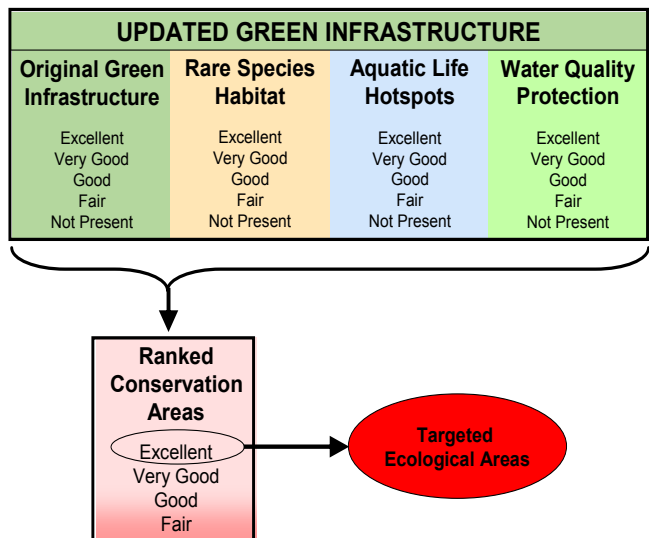 UPDATED GREEN INFRASTRUCTURE
Original Green
Infrastructure
Excellent
Very Good
Good
Fair
Not Present
Rare Species
Habitat
Excellent
Very Good
Good
Fair
Not Present
Aquatic Life
Hotspots
Excellent
Very Good
Good
Fair
Not Present
Water Quality
Protection
Excellent
Very Good
Good
Fair
Not Present
Ranked
Conservation
Areas
Excellent
Very Good
Good
Fair
Targeted
Ecological Areas